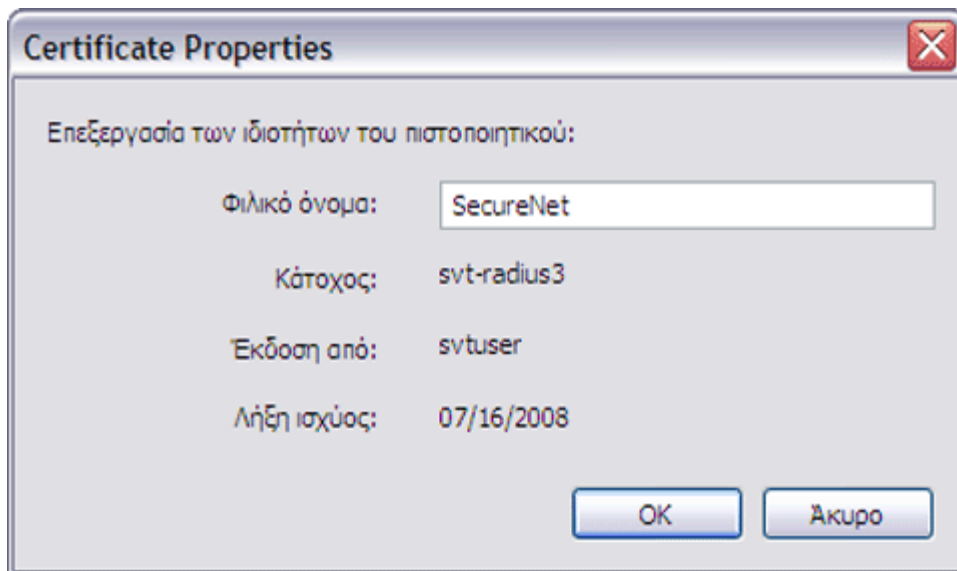 Certificate Properties
Επεξεργασία των ιδιοτήτων του πιστοποιητικού:
Φιλικό όνομα: SecureNet
Κάτοχος: svt-radius3
Έκδοση από: svtuser
Λήξη ισχύος: 07/16/2008
OK Άκυρο